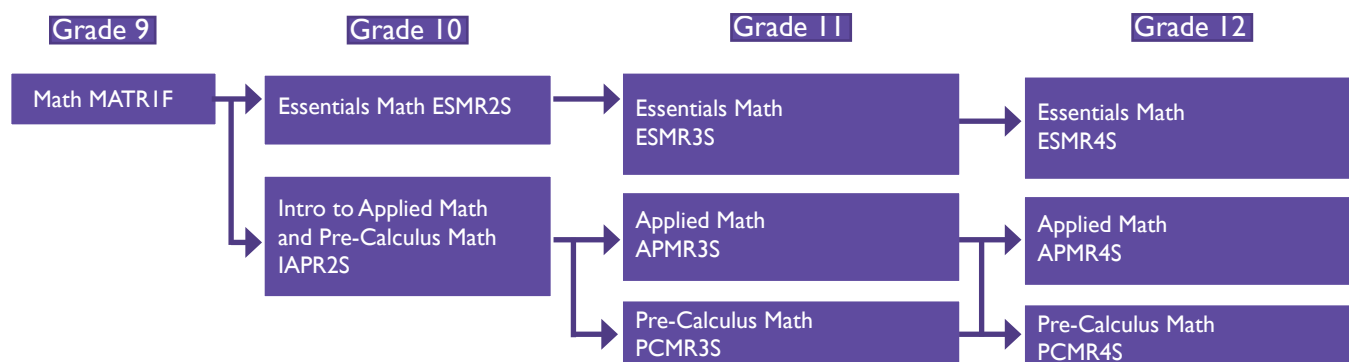 Grade 9
Grade 10
Grade 11
Grade 12
Math MATR1F
Essentials Math ESMR2S
Essentials Math
ESMR3S
Essentials Math
ESMR4S
Intro to Applied Math
and Pre-Calculus Math
IAPR2S
Applied Math
APMR3S
Applied Math
APMR4S
Pre-Calculus Math
PCMR3S
Pre-Calculus Math
PCMR4S